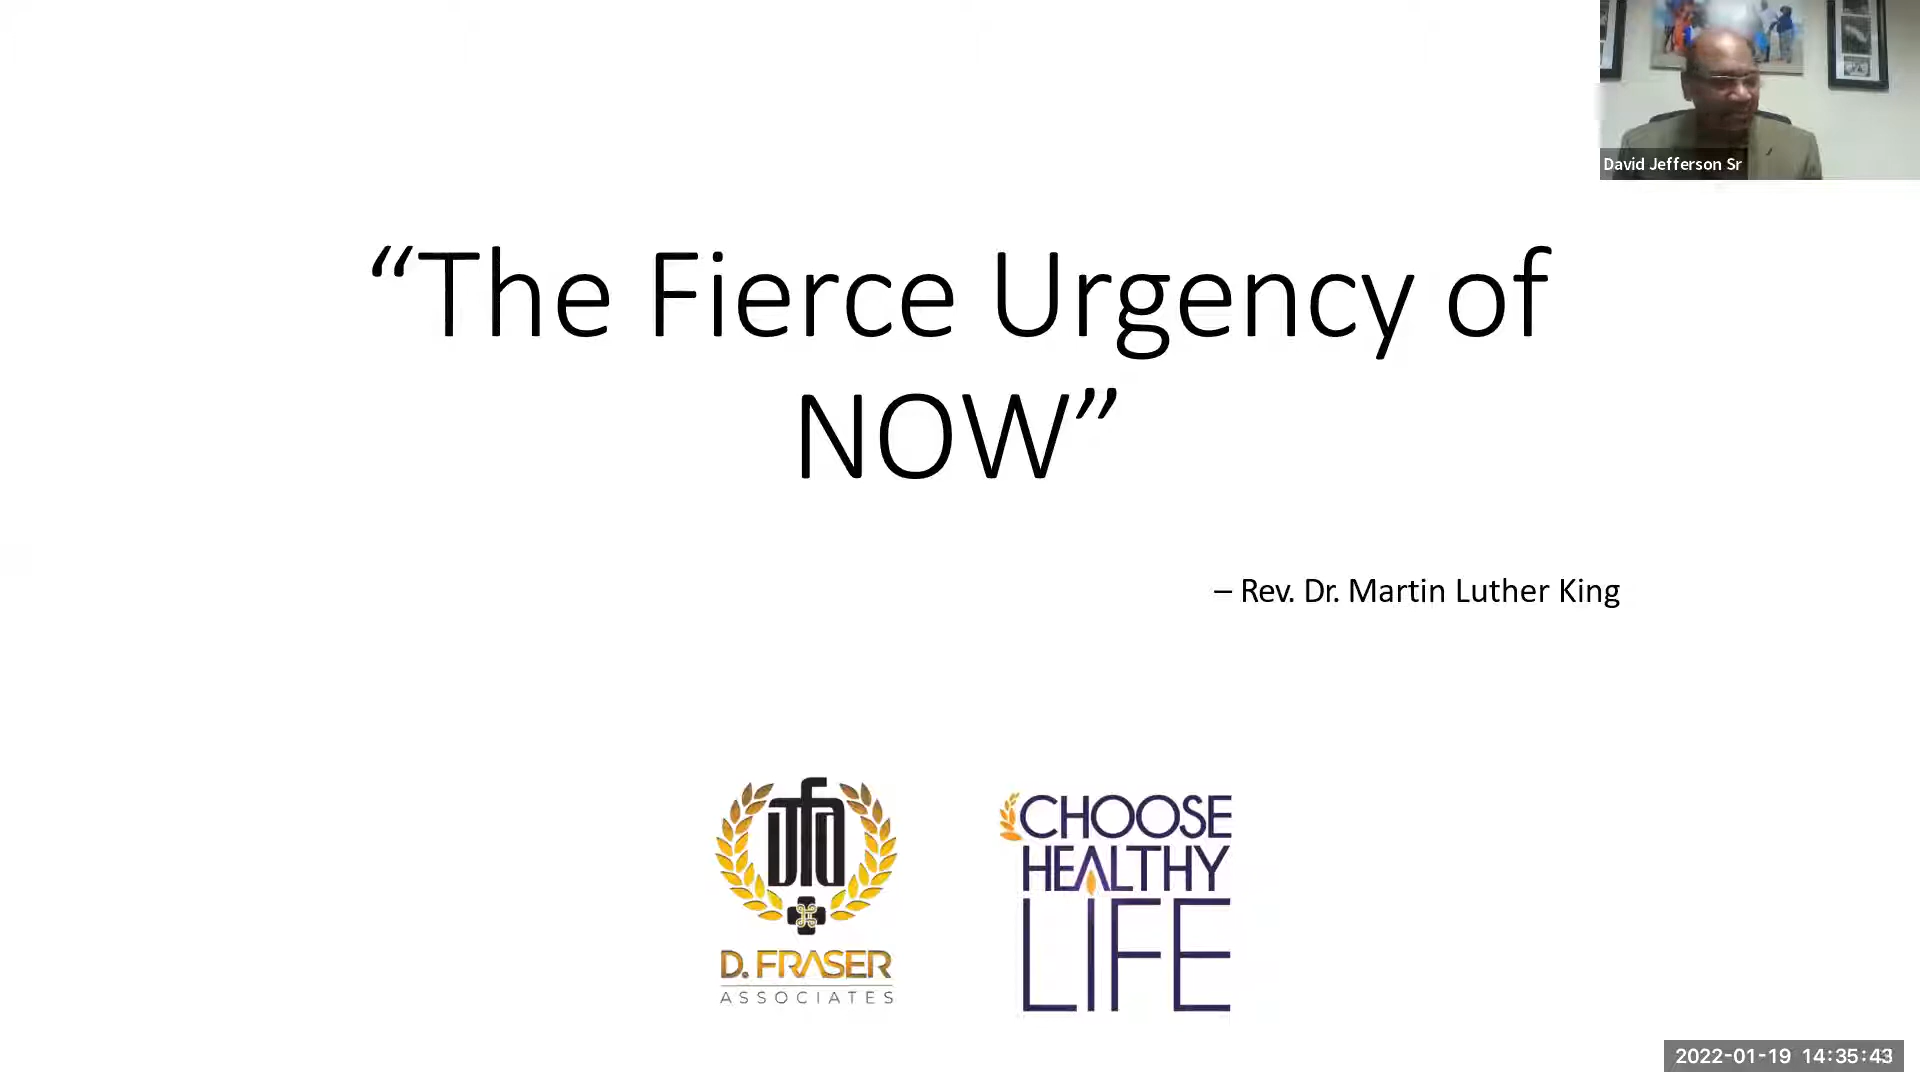 David Jefferson Sr
“The Fierce Urgency of
NOW”
– Rev. Dr. Martin Luther King
dfa
D. FRASER
ASSOCIATES
CHOOSE
HEALTHY
LIFE
2022-01-19 14:35:43